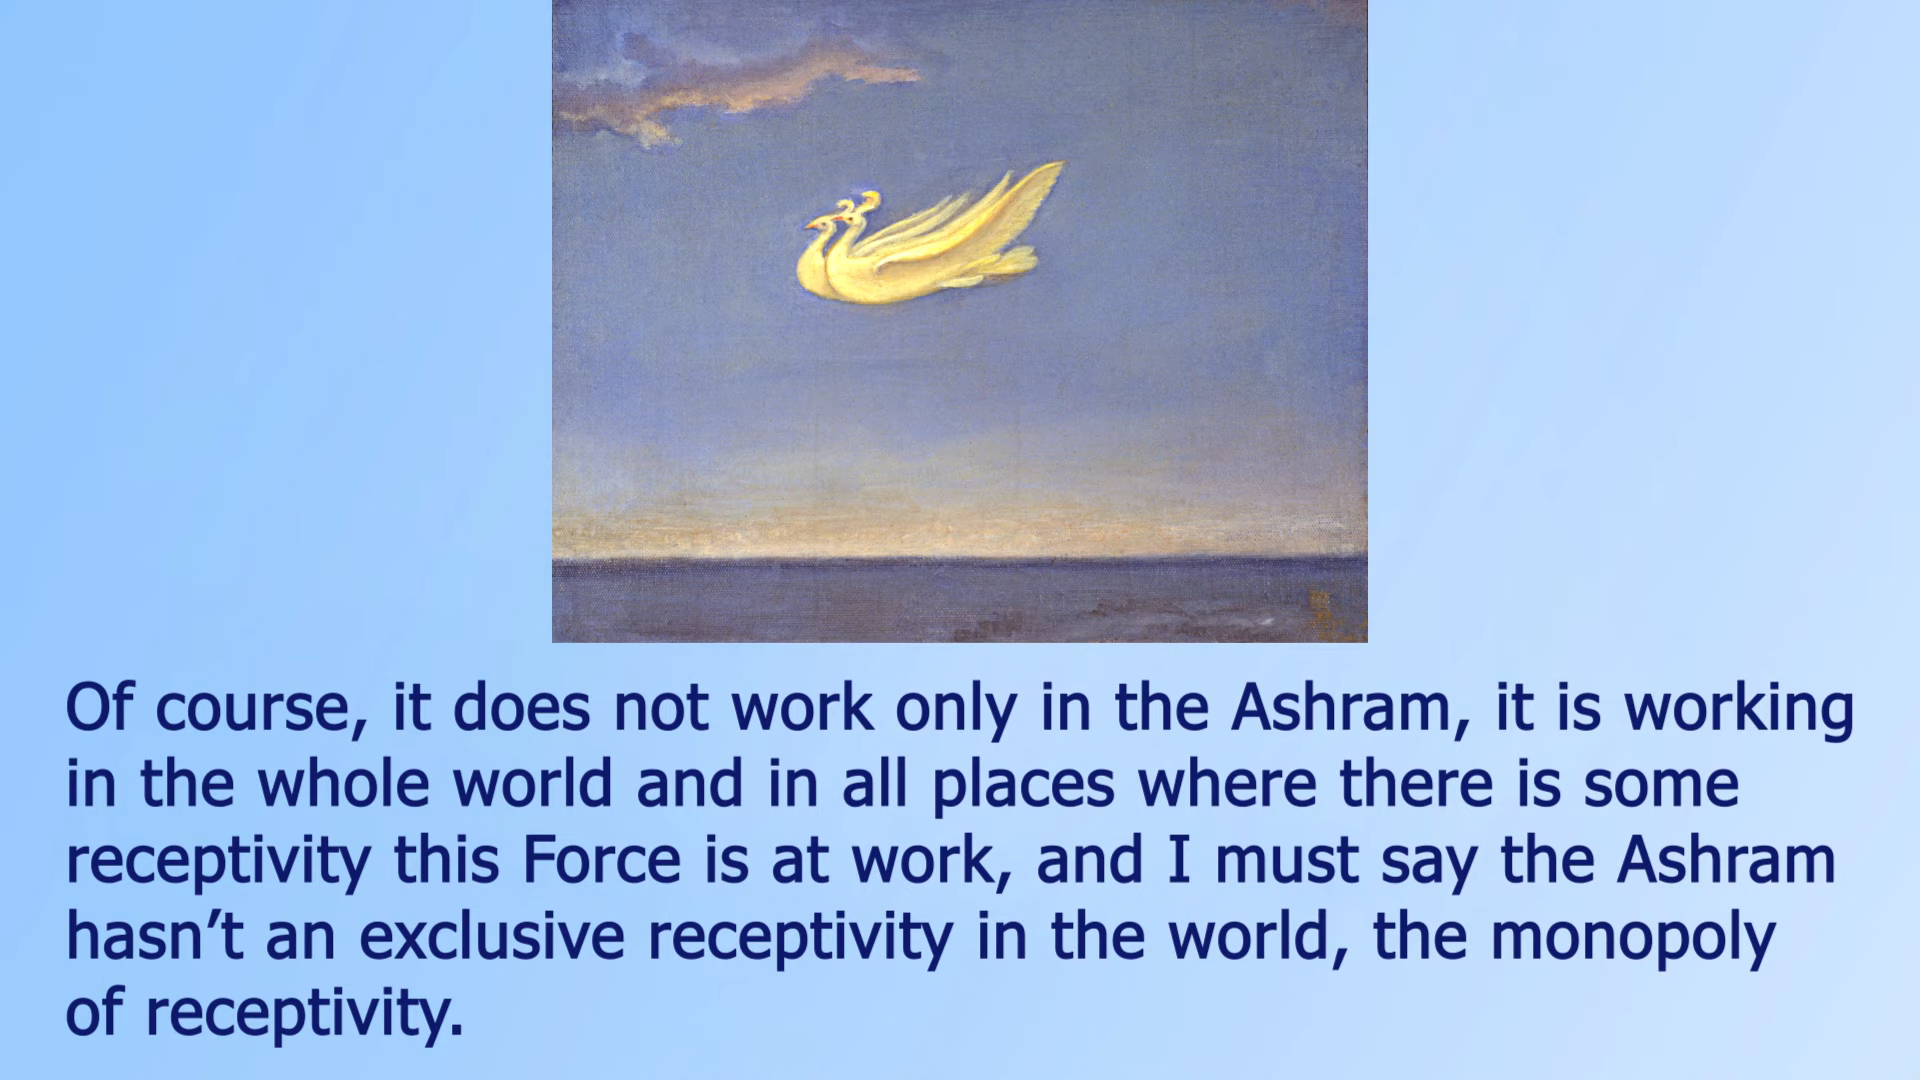 Of course, it does not work only in the Ashram, it is working
in the whole world and in all places where there is some
receptivity this Force is at work, and I must say the Ashram
hasn’t an exclusive receptivity in the world, the monopoly
of receptivity.